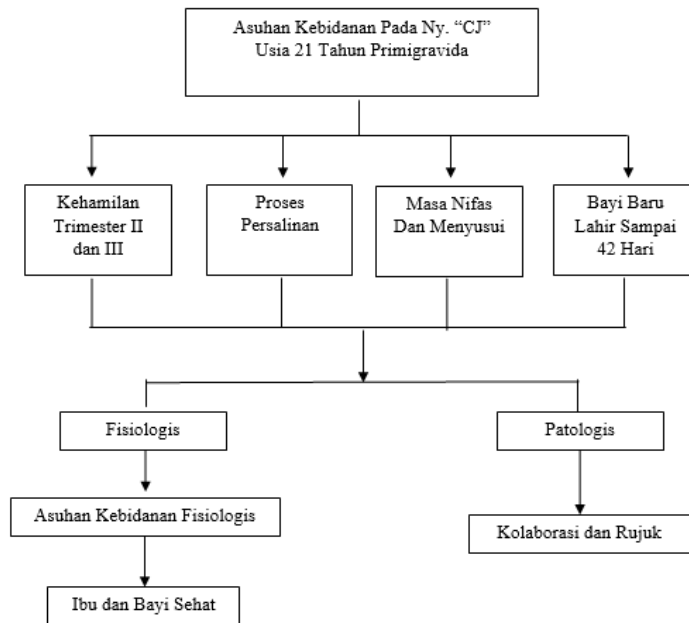 Asuhan Kebidanan Pada Ny. “CJ”
Usia 21 Tahun Primigravida
Kehamilan
Trimester II
dan III
Proses
Persalinan
Masa Nifas
Dan Menyusui
Bayi Baru
Lahir Sampai
42 Hari
Fisiologis
Patologis
Asuhan Kebidanan Fisiologis
Kolaborasi dan Rujuk
Ibu dan Bayi Sehat